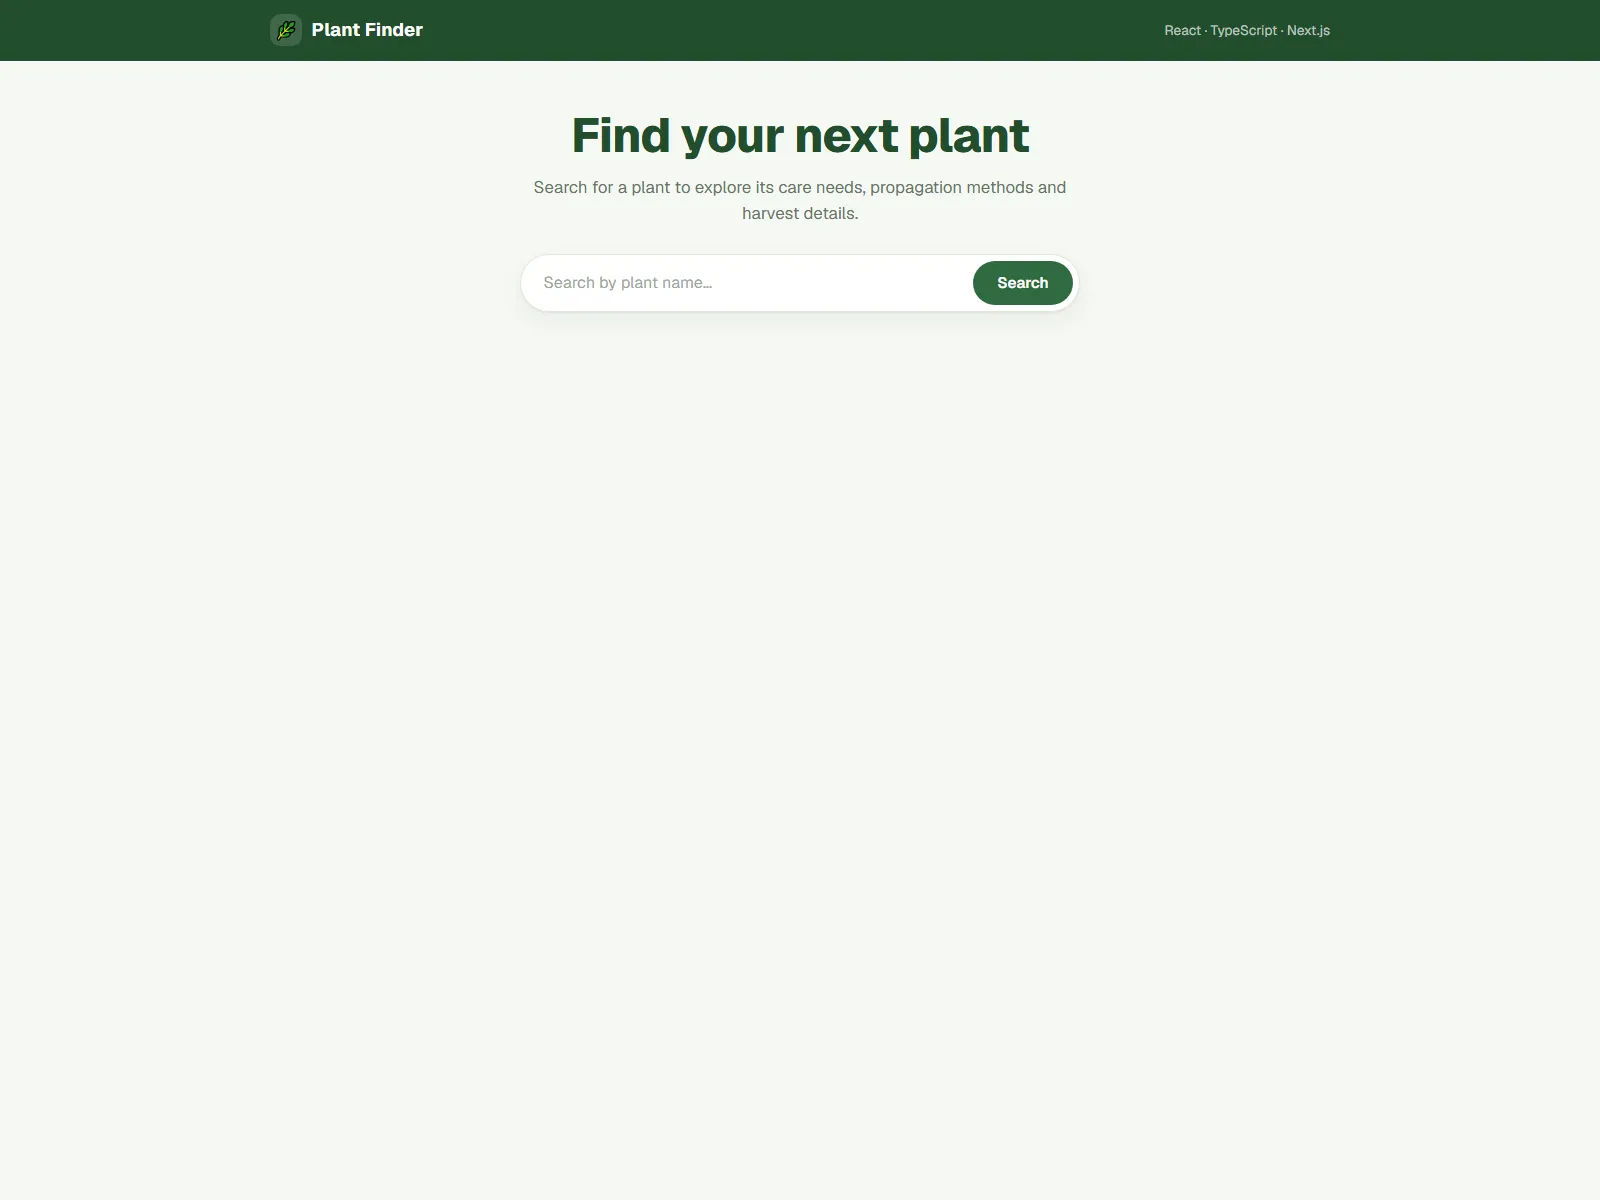 Plant Finder
React · TypeScript · Next.js
Find your next plant
Search for a plant to explore its care needs, propagation methods and
harvest details.
Search by plant name...
Search